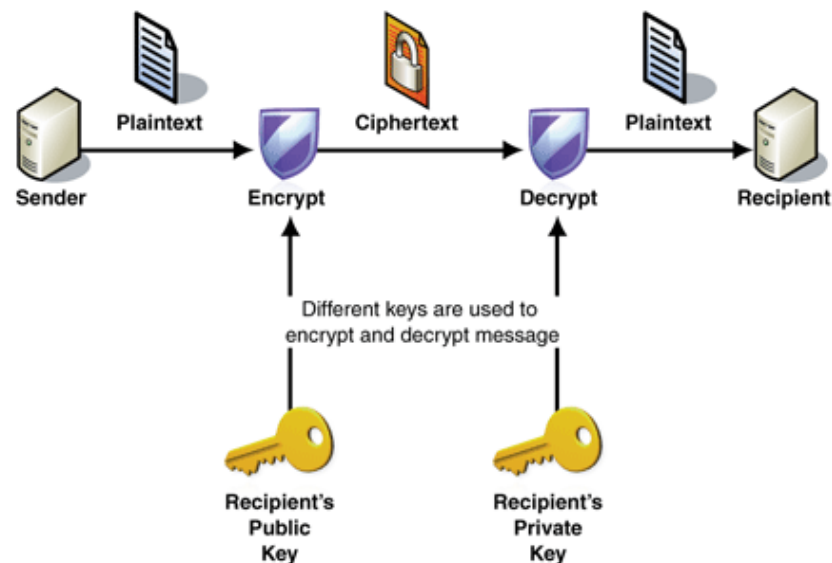 Plaintext
Ciphertext
Plaintext
Sender
Encrypt
Decrypt
Recipient
Different keys are used to
encrypt and decrypt message
Recipient's
Public
Key
Recipient's
Private
Key